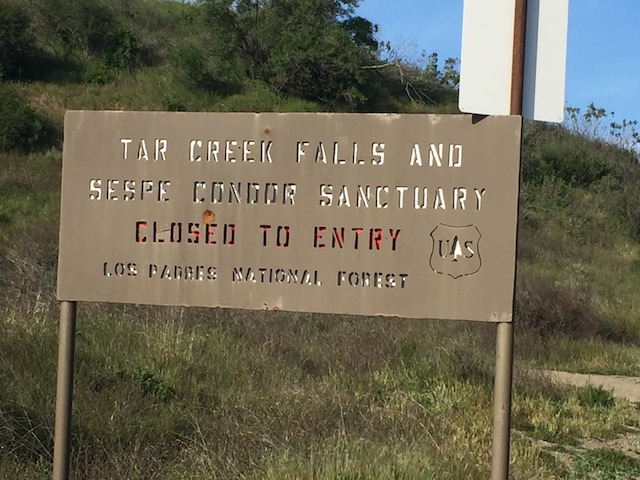 TAR CREEK FALLS AND
SESPE CONDOR SANCTUARY
CLOSED TO ENTRY
LOS PADRES NATIONAL FOREST
US